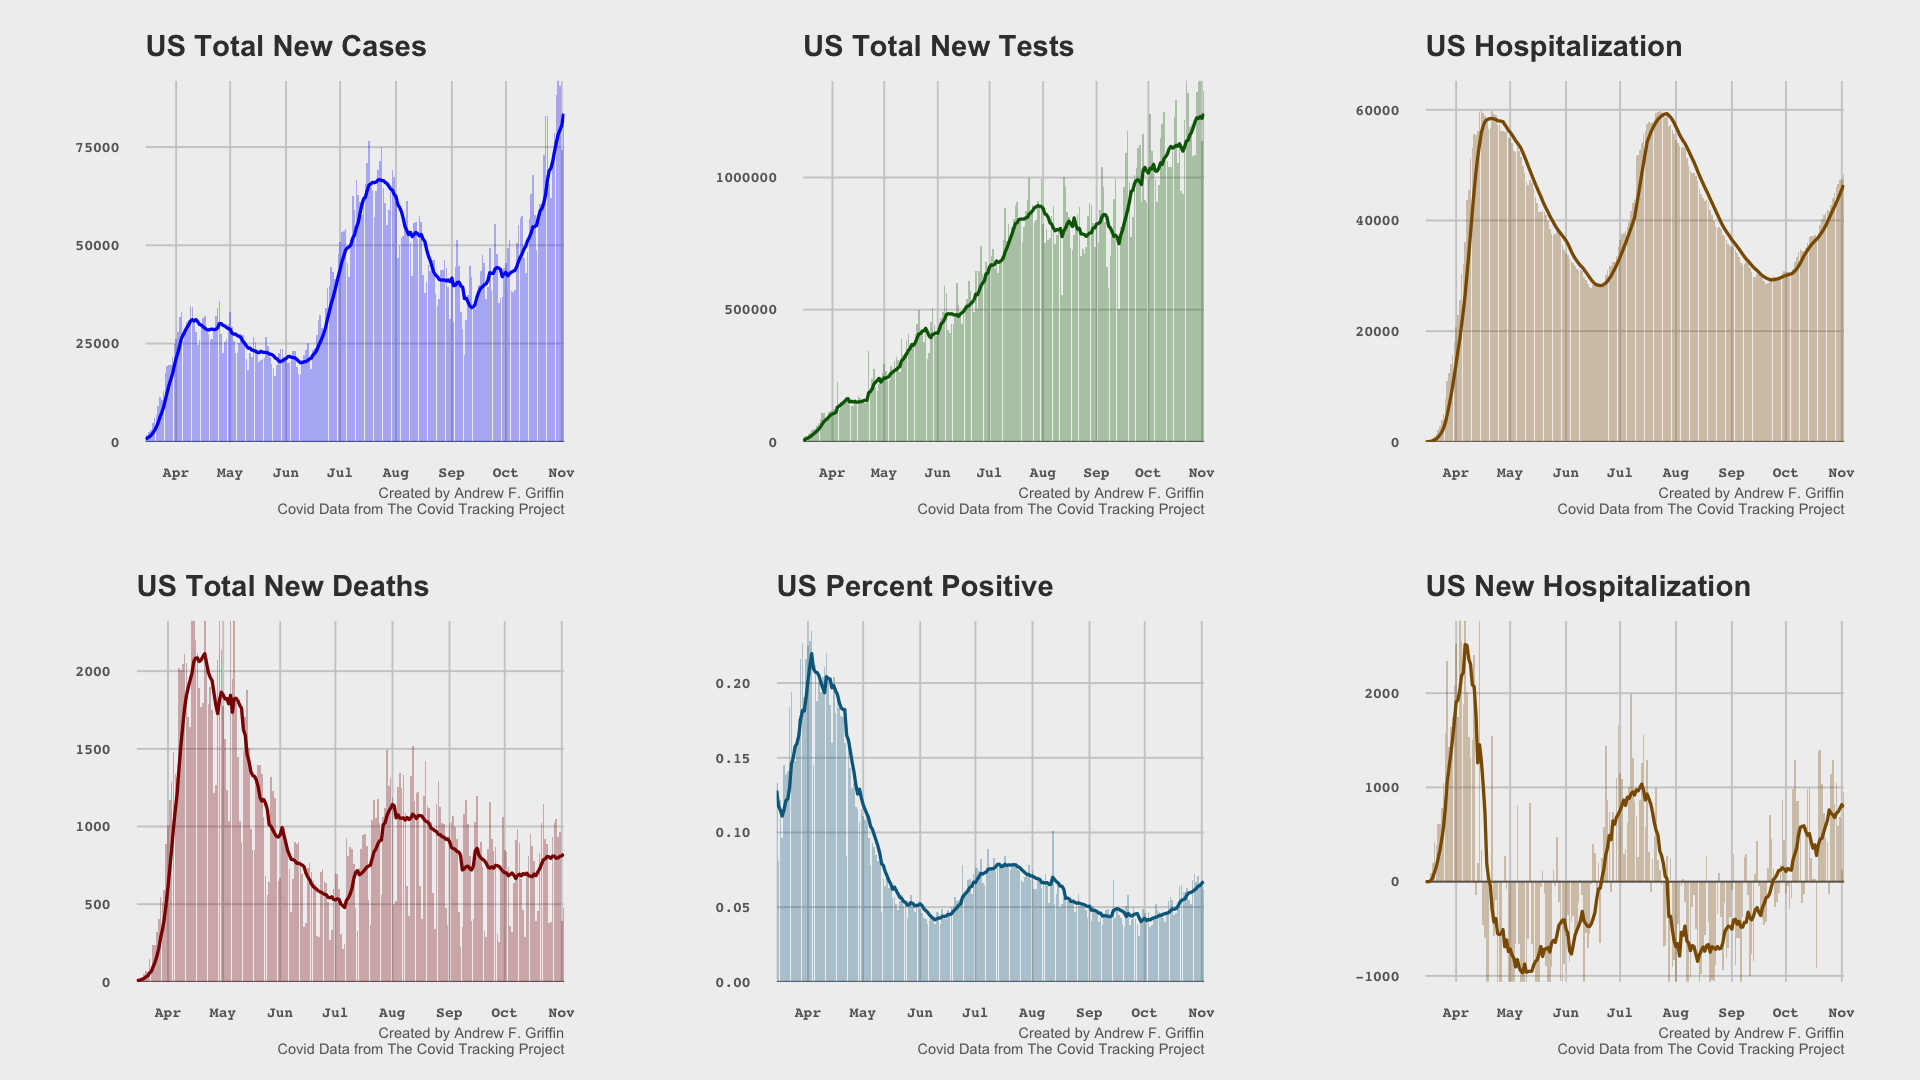 US Total New Cases
75000
50000
25000
0
Apr May Jun Jul Aug Sep Oct Nov
Created by Andrew F. Griffin
Covid Data from The Covid Tracking Project
US Total New Tests
1000000
500000
0
Apr May Jun Jul Aug Sep Oct Nov
Created by Andrew F. Griffin
Covid Data from The Covid Tracking Project
US Hospitalization
60000
40000
20000
0
Apr May Jun Jul Aug Sep Oct Nov
Created by Andrew F. Griffin
Covid Data from The Covid Tracking Project
US Total New Deaths
2000
1500
1000
500
0
Apr May Jun Jul Aug Sep Oct Nov
Created by Andrew F. Griffin
Covid Data from The Covid Tracking Project
US Percent Positive
0.20
0.15
0.10
0.05
0.00
Apr May Jun Jul Aug Sep Oct Nov
Created by Andrew F. Griffin
Covid Data from The Covid Tracking Project
US New Hospitalization
2000
1000
0
-1000
Apr May Jun Jul Aug Sep Oct Nov
Created by Andrew F. Griffin
Covid Data from The Covid Tracking Project